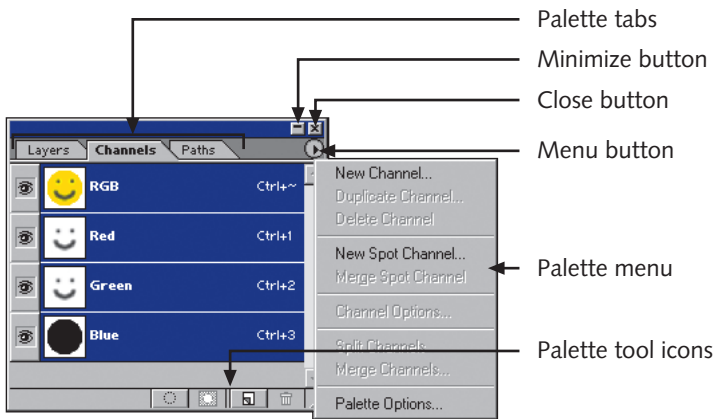 Palette tabs
Minimize button
Close button
Layers Channels Paths
Menu button
RGB Ctrl+~
New Channel...
Duplicate Channel...
Delete Channel
Red Ctrl+1
New Spot Channel...
Merge Spot Channel
Palette menu
Green Ctrl+2
Channel Options...
Blue Ctrl+3
Split Channels
Merge Channels...
Palette tool icons
Palette Options...